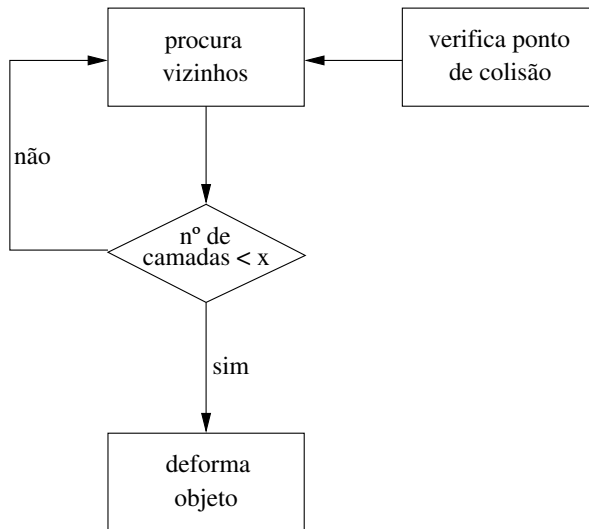 procura
vizinhos
verifica ponto
de colisão
não
nº de
camadas < x
sim
deforma
objeto